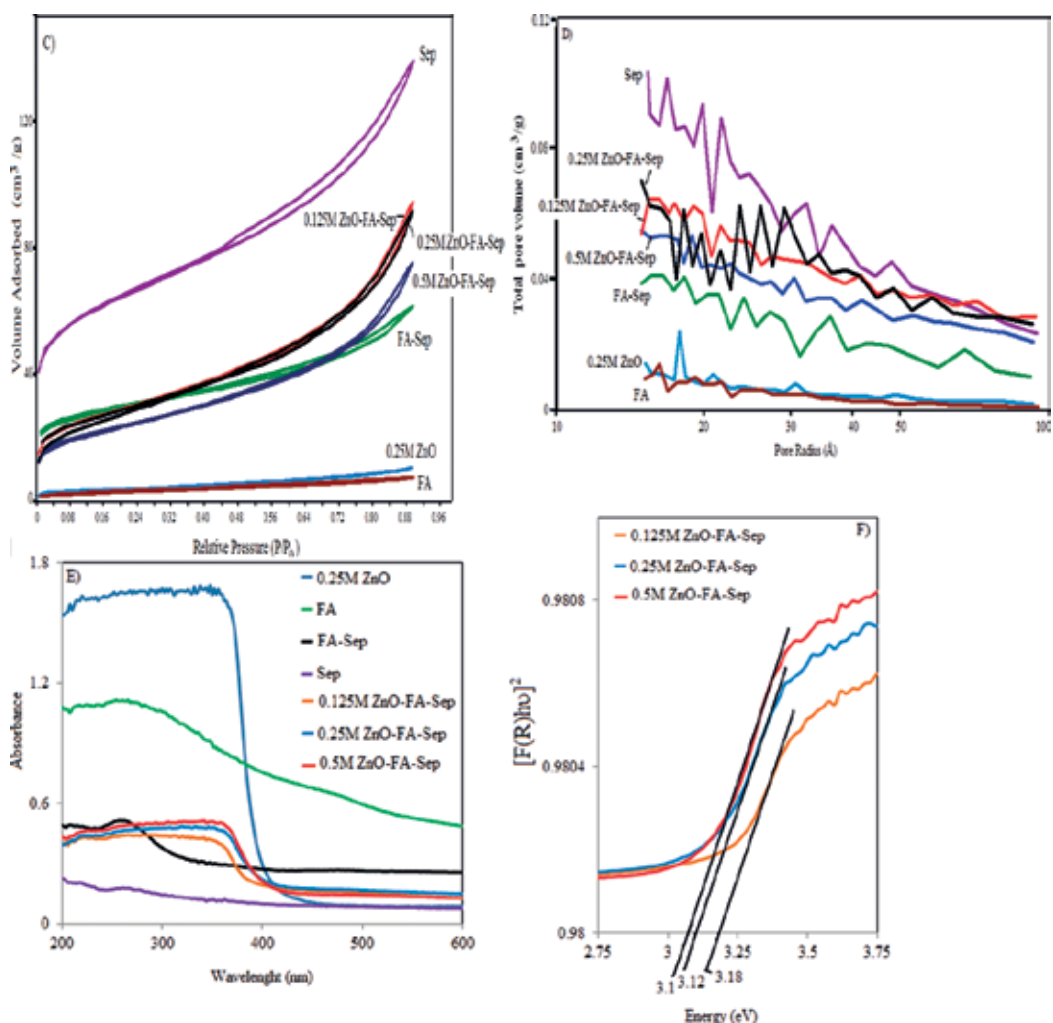 C)
Sep
120
80
40
0
0.125M ZnO-FA-Sep
0.25M ZnO-FA-Sep
0.5M ZnO-FA-Sep
FA-Sep
0.25M ZnO
FA
Volume Adsorbed (cm³/g)
0 0.08 0.16 0.24 0.32 0.40 0.48 0.56 0.64 0.72 0.80 0.88 0.96
Relative Pressure (P/P₀)
D)
0.12
0.08
0.04
0
Sep
0.25M ZnO-FA-Sep
0.125M ZnO-FA-Sep
0.5M ZnO-FA-Sep
FA-Sep
0.25M ZnO
FA
Total pore volume (cm³/g)
10 20 30 40 50 100
Pore Radius (Å)
E)
1.8
1.2
0.6
0
0.25M ZnO
FA
FA-Sep
Sep
0.125M ZnO-FA-Sep
0.25M ZnO-FA-Sep
0.5M ZnO-FA-Sep
Absorbance
200 300 400 500 600
Wavelenght (nm)
F)
0.125M ZnO-FA-Sep
0.25M ZnO-FA-Sep
0.5M ZnO-FA-Sep
0.9808
0.9804
0.98
[F(R)hυ]²
2.75 3 3.25 3.5 3.75
3.1 3.12 3.18
Energy (eV)